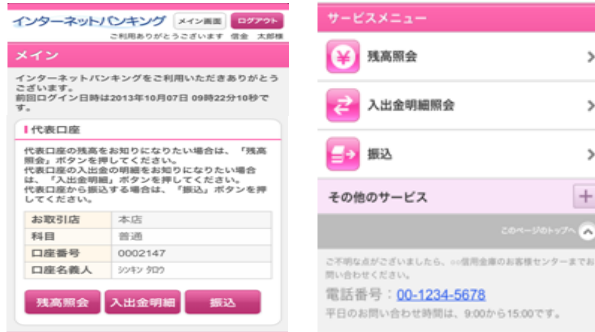 インターネットバンキング メイン画面 ログアウト
ご利用ありがとうございます 信金 太郎様
メイン
インターネットバンキングをご利用いただきありがとう
ございます。
前回ログイン日時は2013年10月07日 09時22分10秒で
す。
代表口座
代表口座の残高をお知りになりたい場合は、「残高
照会」ボタンを押してください。
代表口座の入出金の明細をお知りになりたい場合
は、「入出金明細」ボタンを押してください。
代表口座から振込する場合は、「振込」ボタンを押
してください。
お取引店 本店
科目 普通
口座番号 0002147
口座名義人 シンキン タロウ
残高照会 入出金明細 振込
サービスメニュー
残高照会
入出金明細照会
振込
その他のサービス
このページのトップへ
ご不明な点がございましたら、○○信用金庫のお客様センターまでお
問い合わせください。
電話番号：00-1234-5678
平日のお問い合わせ時間は、9:00から15:00です。